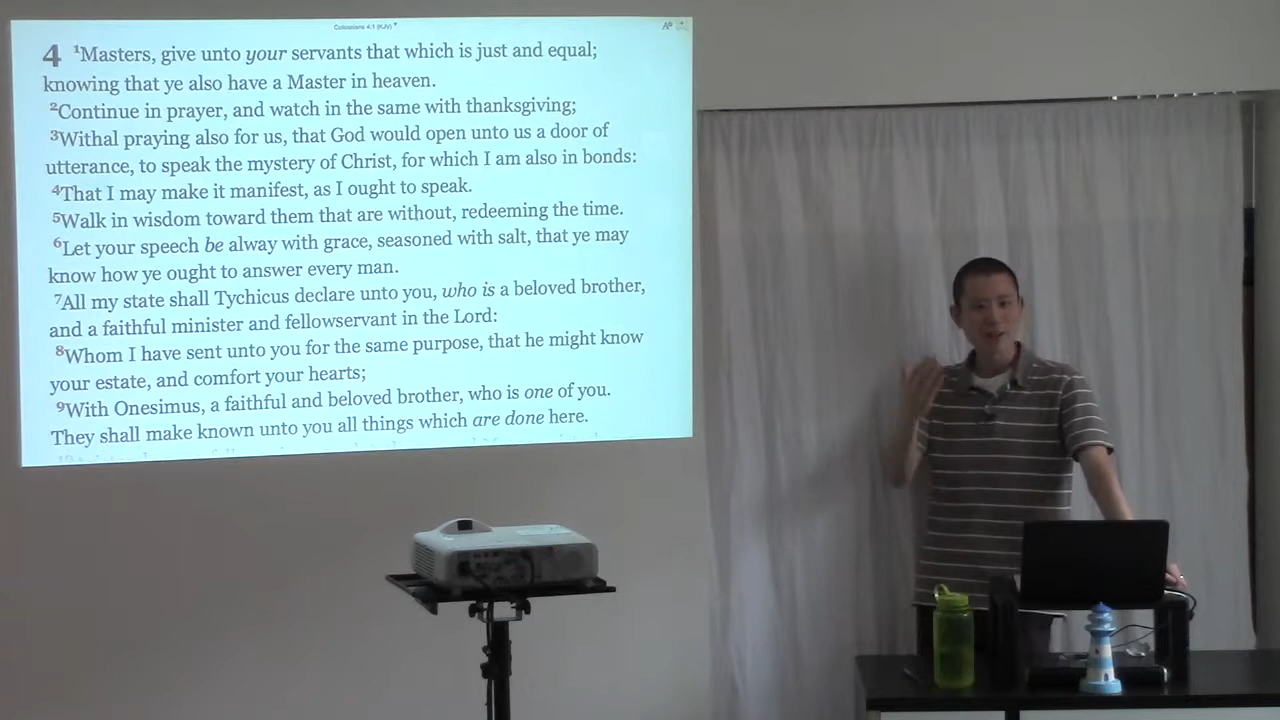 Colossians 4:1 (KJV)
4 1Masters, give unto your servants that which is just and equal;
knowing that ye also have a Master in heaven.
2Continue in prayer, and watch in the same with thanksgiving;
3Withal praying also for us, that God would open unto us a door of
utterance, to speak the mystery of Christ, for which I am also in bonds:
4That I may make it manifest, as I ought to speak.
5Walk in wisdom toward them that are without, redeeming the time.
6Let your speech be alway with grace, seasoned with salt, that ye may
know how ye ought to answer every man.
7All my state shall Tychicus declare unto you, who is a beloved brother,
and a faithful minister and fellowservant in the Lord:
8Whom I have sent unto you for the same purpose, that he might know
your estate, and comfort your hearts;
9With Onesimus, a faithful and beloved brother, who is one of you.
They shall make known unto you all things which are done here.